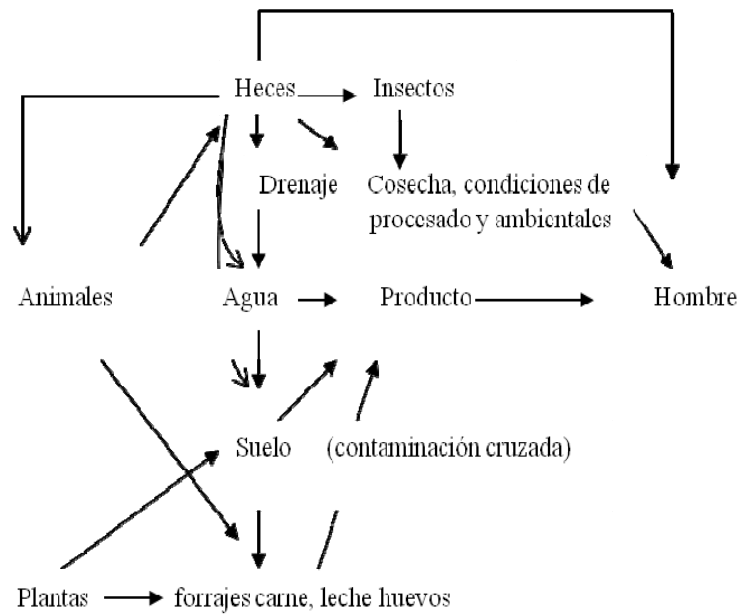 Heces Insectos
Drenaje Cosecha, condiciones de
procesado y ambientales
Animales Agua Producto Hombre
Suelo (contaminación cruzada)
Plantas forrajes carne, leche huevos